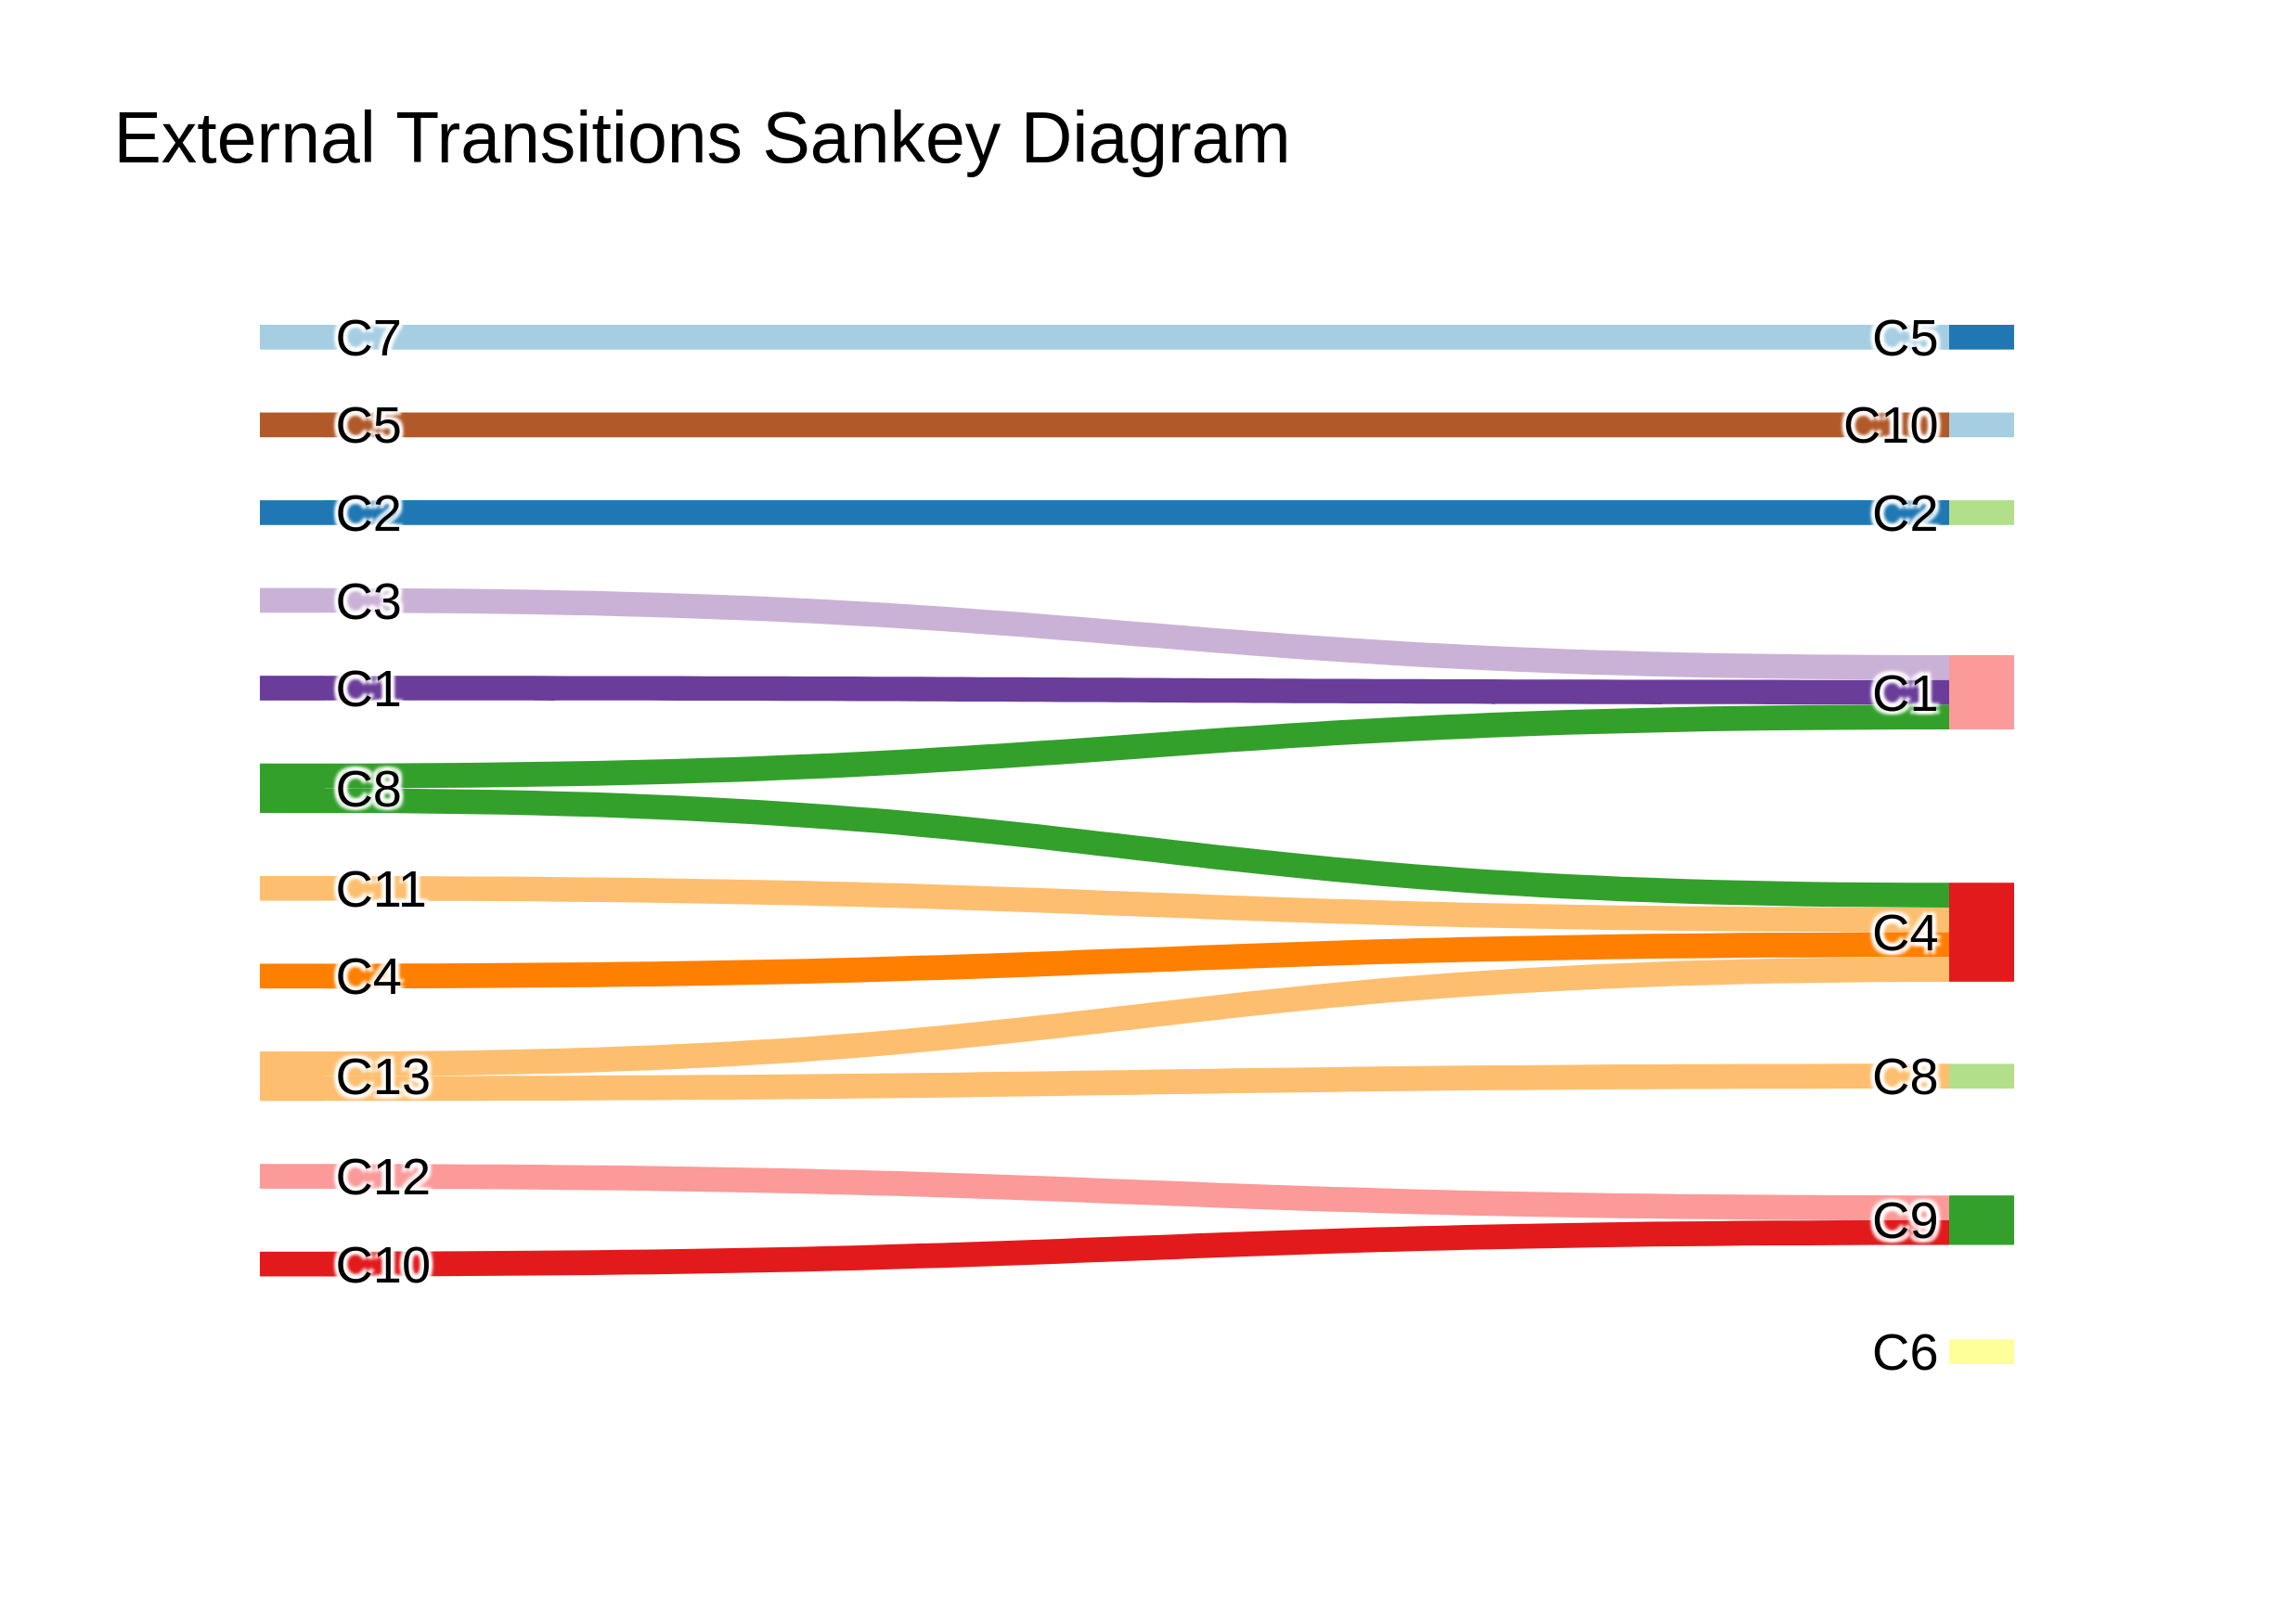 External Transitions Sankey Diagram
C7 C5
C5 C10
C2 C2
C3
C1 C1
C8
C11
C4
C4
C13 C8
C12
C9
C10
C6